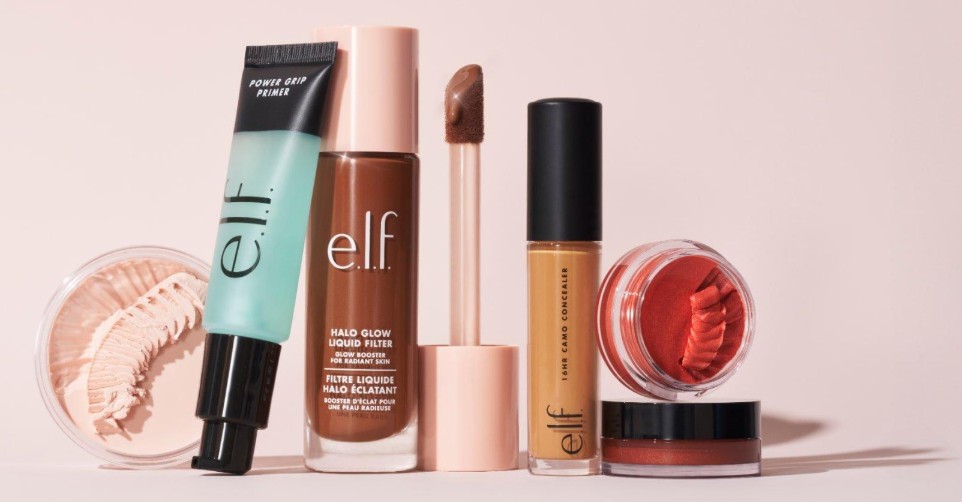 POWER GRIP
PRIMER
e.l.f.
e.l.f.
HALO GLOW
LIQUID FILTER
GLOW BOOSTER
FOR RADIANT SKIN
FILTRE LIQUIDE
HALO ÉCLATANT
BOOSTER D'ÉCLAT POUR
UNE PEAU RADIEUSE
16HR CAMO CONCEALER
e.l.f.